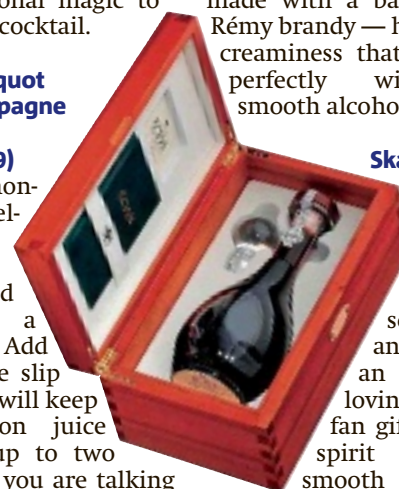 onal magic to
cocktail.
quot
pagne
9)
non-
el-
d
a
Add
e slip
will keep
on juice
up to two
you are talking
made with a ba
Rémy brandy — h
creaminess that
perfectly wi
smooth alcoho
Ska
so
an
an
lovin
fan gif
spirit
smooth